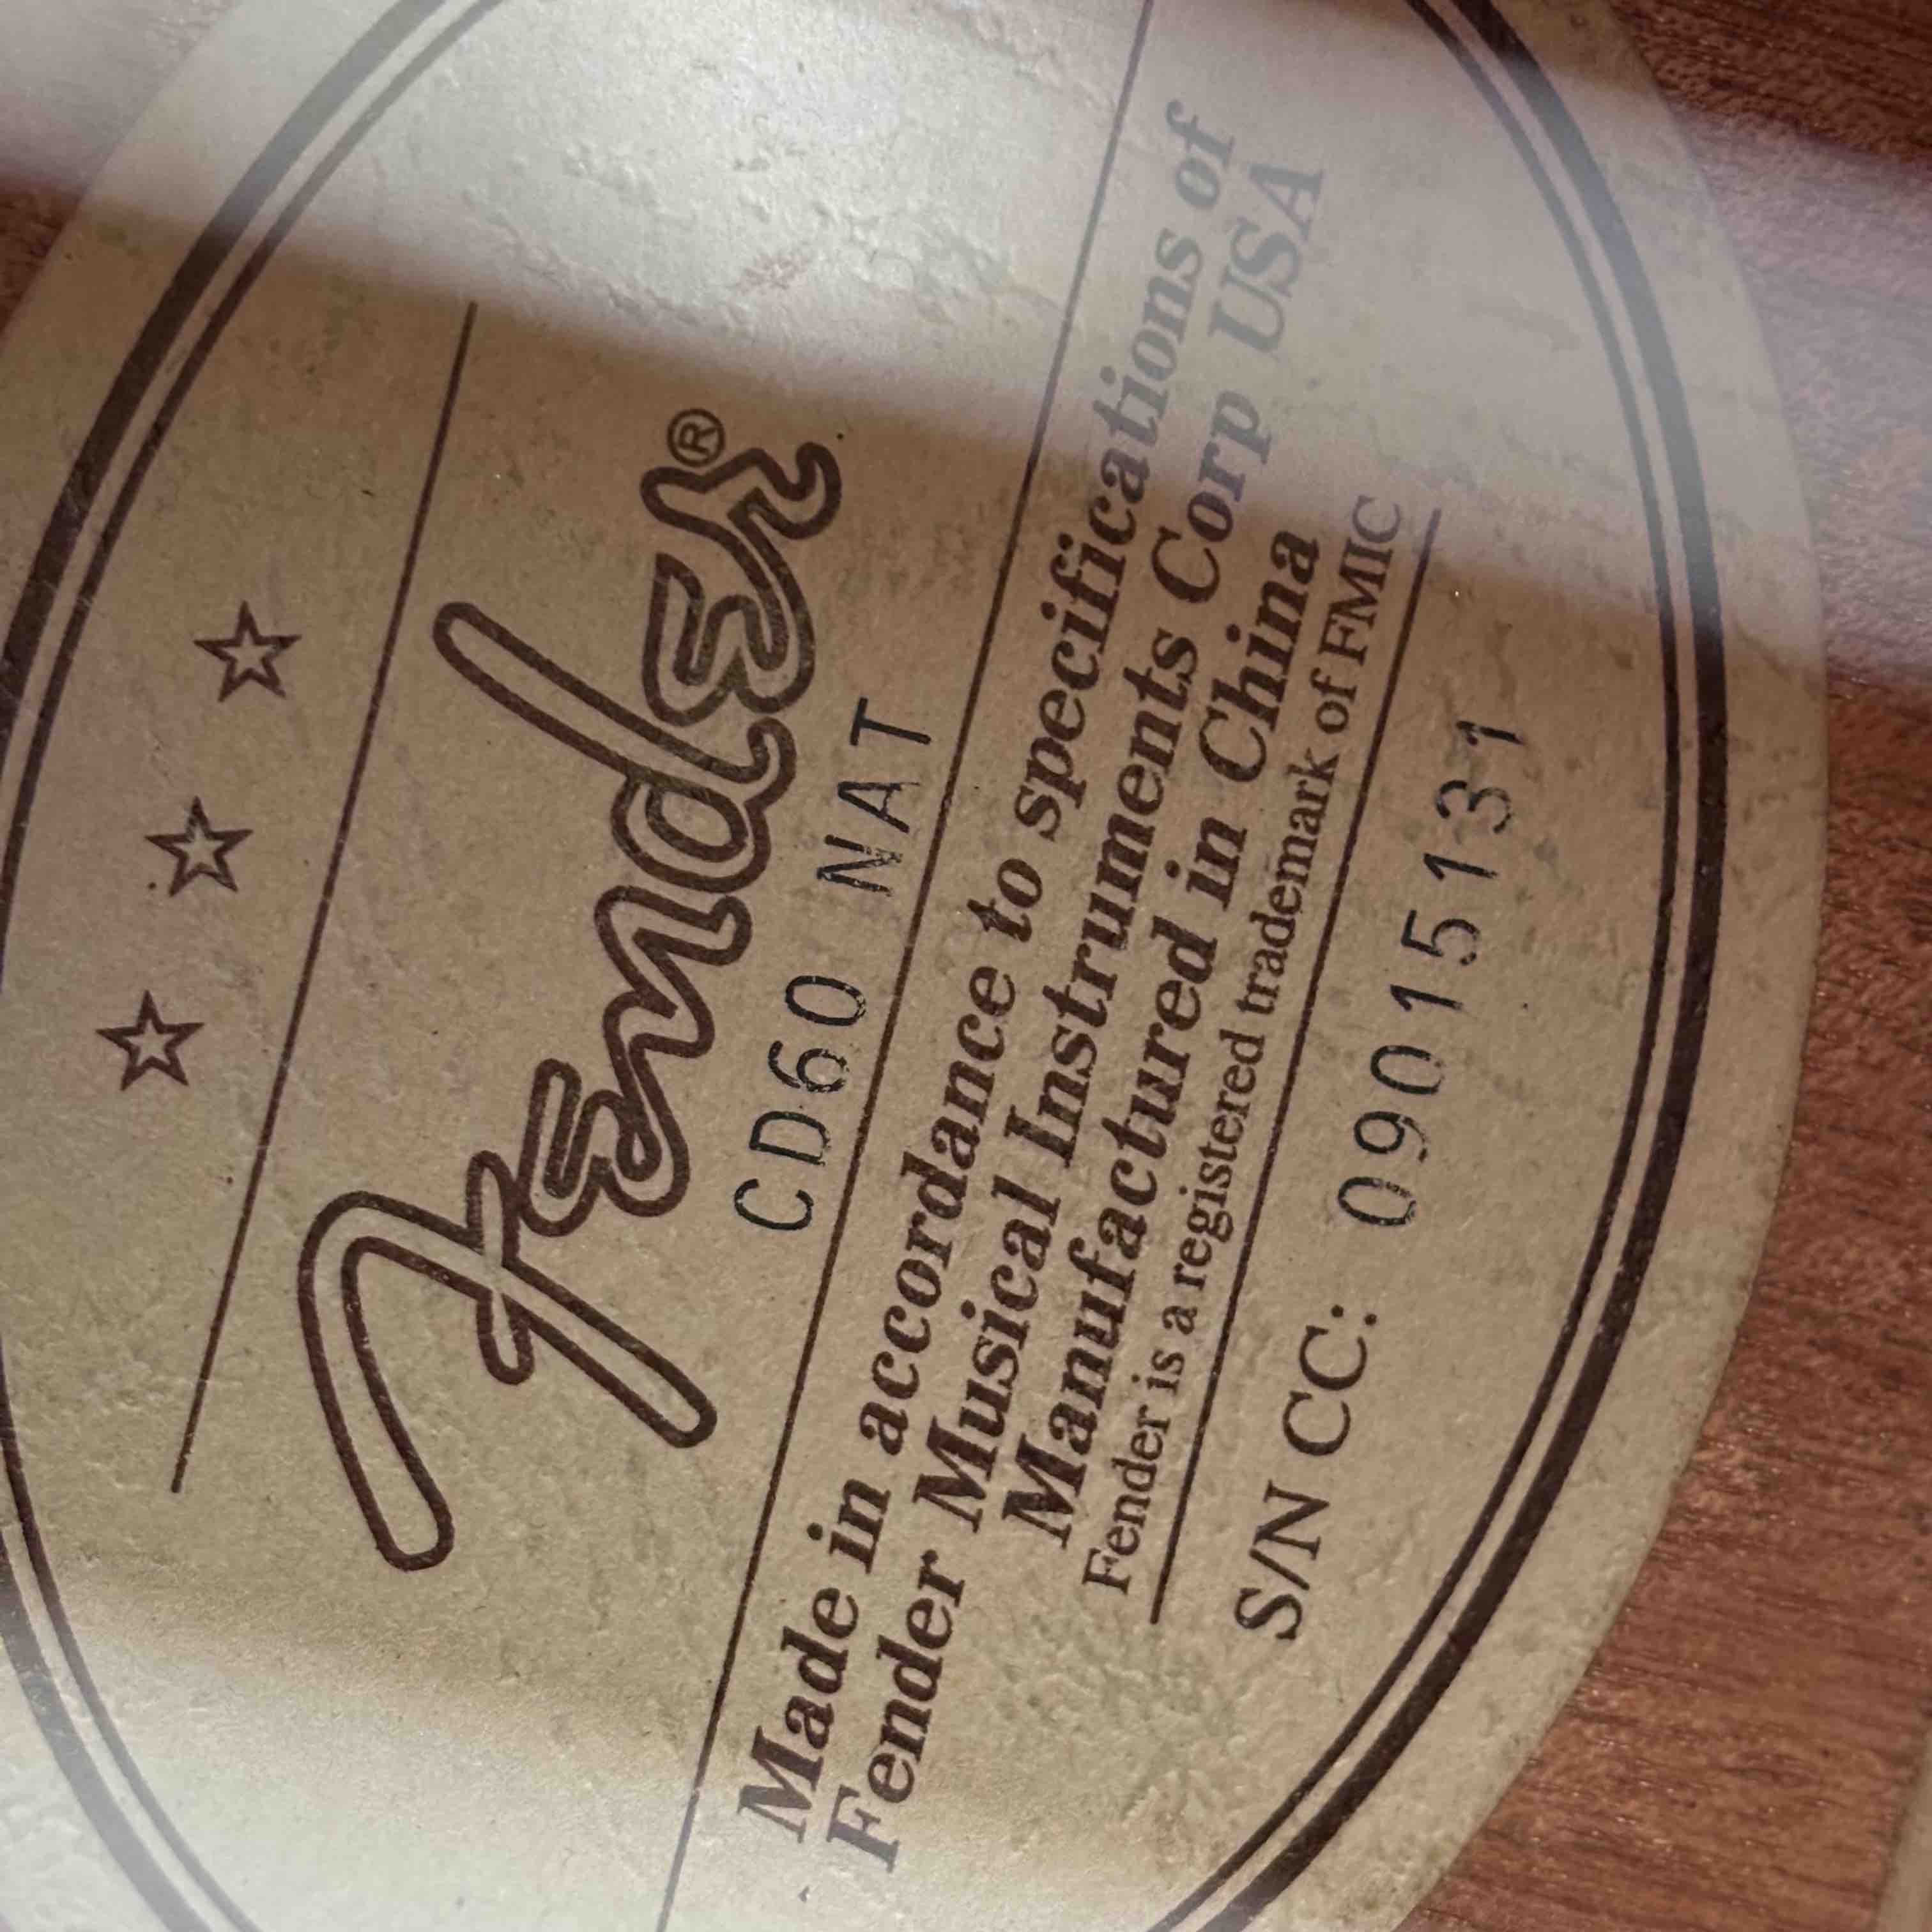 Fender®
CD60 NAT
Made in accordance to specifications of
Fender Musical Instruments Corp USA
Manufactured in China
Fender is a registered trademark of FMIC
S/N CC: 09015131